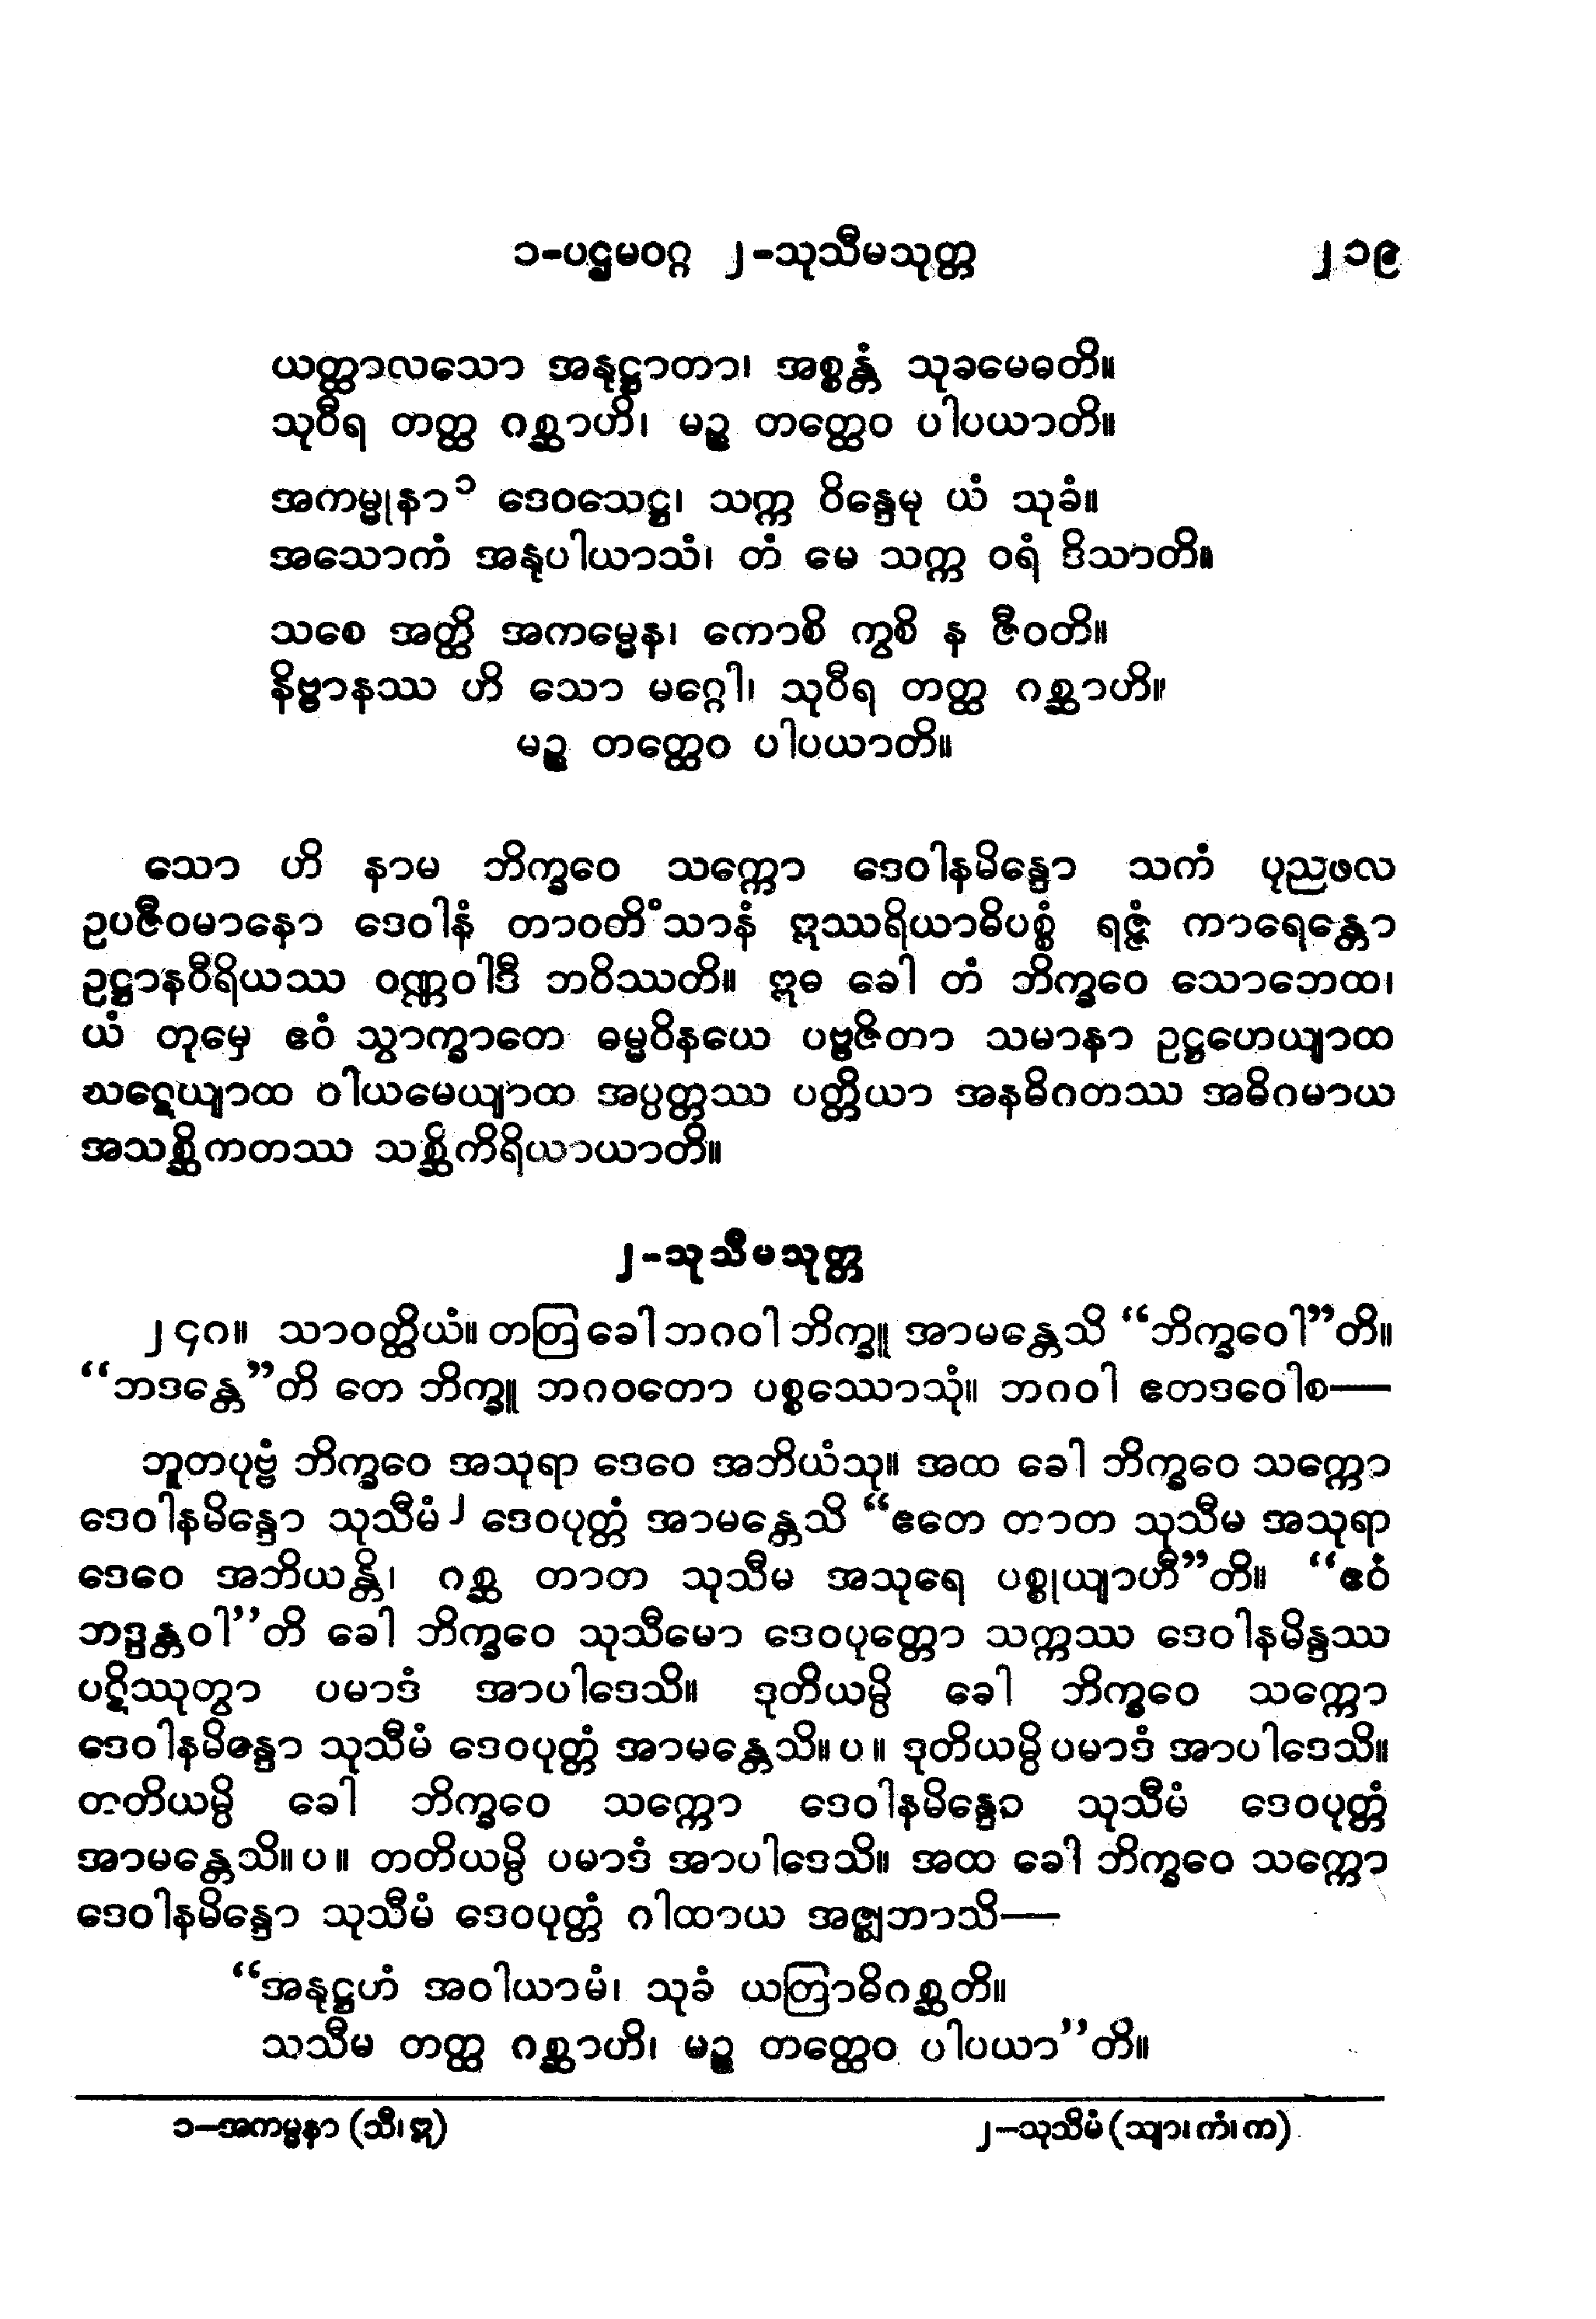 ၁-ပဌမဝဂ္ဂ ၂-သုသီမသုတ္တ ၂၁၉
ယတ္ထာလသော အနုဋ္ဌာတာ၊ အစ္စန္တံ သုခမေဓတိ။
သုဝီရ တတ္ထ ဂစ္ဆာဟိ၊ မဉ္စ တတ္ထေဝ ပါပယာတိ။
အကမ္မုနာ၁ ဒေဝသေဋ္ဌ၊ သက္က ဝိန္ဒေမု ယံ သုခံ။
အသောကံ အနုပါယာသံ၊ တံ မေ သက္က ဝရံ ဒိသာတိ။
သစေ အတ္ထိ အကမ္မေန၊ ကောစိ ကွစိ န ဇီဝတိ။
နိဗ္ဗာနဿ ဟိ သော မဂ္ဂေါ၊ သုဝီရ တတ္ထ ဂစ္ဆာဟိ။
မဉ္စ တတ္ထေဝ ပါပယာတိ။
သော ဟိ နာမ ဘိက္ခဝေ သက္ကော ဒေဝါနမိန္ဒော သကံ ပုညဖလ
ဥပဇီဝမာနော ဒေဝါနံ တာဝတိံသာနံ ဣဿရိယာဓိပစ္စံ ရဇ္ဇံ ကာရေန္တော
ဥဋ္ဌာနဝီရိယဿ ဝဏ္ဏဝါဒီ ဘဝိဿတိ။ ဣဓ ခေါ တံ ဘိက္ခဝေ သောဘေထ၊
ယံ တုမှေ ဧဝံ သွာက္ခာတေ ဓမ္မဝိနယေ ပဗ္ဗဇိတာ သမာနာ ဥဋ္ဌဟေယျာထ
ဃဋေယျာထ ဝါယမေယျာထ အပ္ပတ္တဿ ပတ္တိယာ အနဓိဂတဿ အဓိဂမာယ
အသစ္ဆိကတဿ သစ္ဆိကိရိယာယာတိ။
၂-သုသီမသုတ္တ
၂၄၈။ သာဝတ္ထိယံ။ တတြ ခေါ ဘဂဝါ ဘိက္ခူ အာမန္တေသိ “ဘိက္ခဝေါ”တိ။
“ဘဒန္တေ”တိ တေ ဘိက္ခူ ဘဂဝတော ပစ္စဿောသုံ။ ဘဂဝါ ဧတဒဝေါစ—
ဘူတပုဗ္ဗံ ဘိက္ခဝေ အသုရာ ဒေဝေ အဘိယံသု။ အထ ခေါ ဘိက္ခဝေ သက္ကော
ဒေဝါနမိန္ဒော သုသီမံ၂ ဒေဝပုတ္တံ အာမန္တေသိ “ဧတေ တာတ သုသီမ အသုရာ
ဒေဝေ အဘိယန္တိ၊ ဂစ္ဆ တာတ သုသီမ အသုရေ ပစ္စုယျာဟီ”တိ။ “ဧဝံ
ဘဒ္ဒန္တဝါ”တိ ခေါ ဘိက္ခဝေ သုသီမော ဒေဝပုတ္တော သက္ကဿ ဒေဝါနမိန္ဒဿ
ပဋိဿုတွာ ပမာဒံ အာပါဒေသိ။ ဒုတိယမ္ပိ ခေါ ဘိက္ခဝေ သက္ကော
ဒေဝါနမိန္ဒော သုသီမံ ဒေဝပုတ္တံ အာမန္တေသိ။ ပ ။ ဒုတိယမ္ပိ ပမာဒံ အာပါဒေသိ။
တတိယမ္ပိ ခေါ ဘိက္ခဝေ သက္ကော ဒေဝါနမိန္ဒော သုသီမံ ဒေဝပုတ္တံ
အာမန္တေသိ။ ပ ။ တတိယမ္ပိ ပမာဒံ အာပါဒေသိ။ အထ ခေါ ဘိက္ခဝေ သက္ကော
ဒေဝါနမိန္ဒော သုသီမံ ဒေဝပုတ္တံ ဂါထာယ အဇ္ဈဘာသိ—
“အနုဋ္ဌဟံ အဝါယာမံ၊ သုခံ ယတြာဓိဂစ္ဆတိ။
သသီမ တတ္ထ ဂစ္ဆာဟိ၊ မဉ္စ တတ္ထေဝ ပါပယာ”တိ။
၁—အကမ္မနာ (သီ၊ ဣ)
၂—သုသိမံ (သျာ၊ ကံ၊ က)